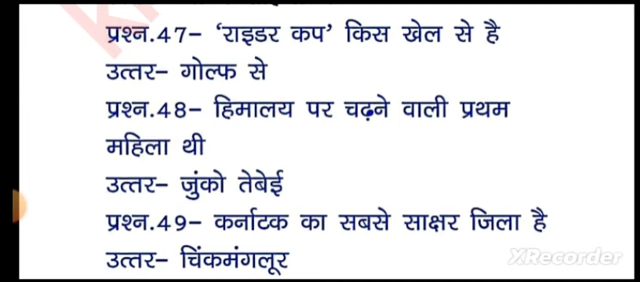 प्रश्न.47– ‘राइडर कप’ किस खेल से है
उत्तर– गोल्फ से
प्रश्न.48– हिमालय पर चढ़ने वाली प्रथम
महिला थी
उत्तर– जुंको तेबेई
प्रश्न.49– कर्नाटक का सबसे साक्षर जिला है
उत्तर– चिंकमंगलूर
XRecorder